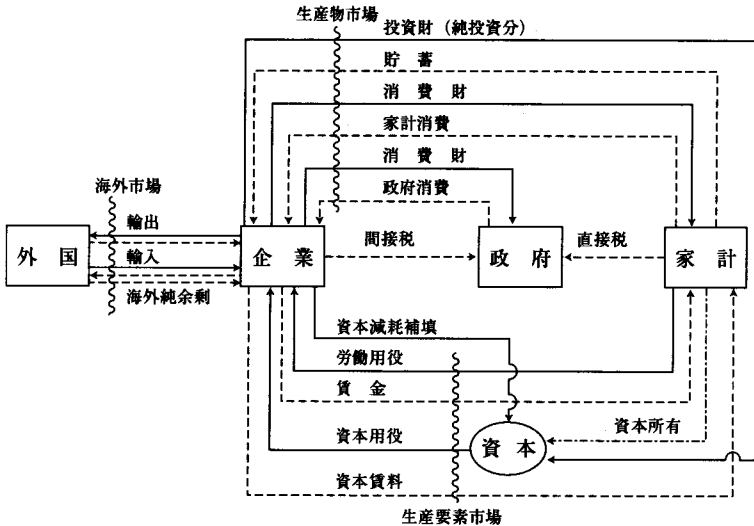 生産物市場
投資財（純投資分）
貯蓄
消費財
家計消費
消費財
政府消費
海外市場
輸出
輸入
海外純余剰
外国
企業
間接税
政府
直接税
家計
資本減耗補填
労働用役
賃金
資本用役
資本
資本所有
資本賃料
生産要素市場